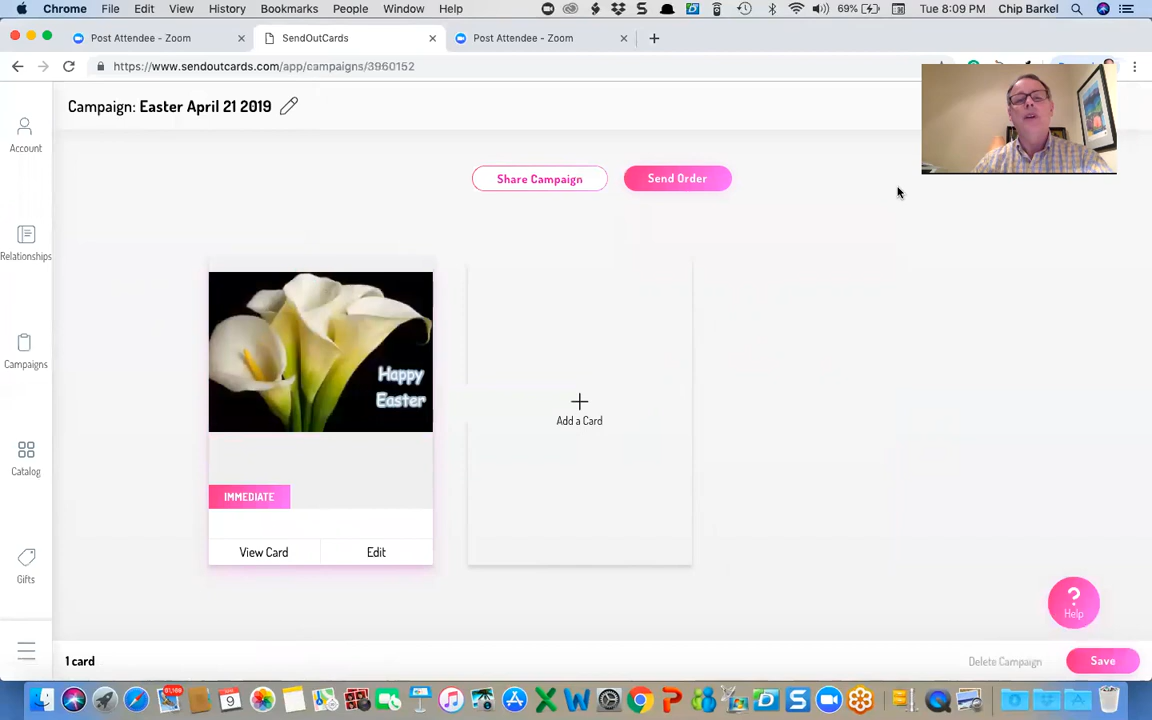 Chrome File Edit View History Bookmarks People Window Help 69% Tue 8:09 PM Chip Barkel
Post Attendee - Zoom SendOutCards Post Attendee - Zoom
https://www.sendoutcards.com/app/campaigns/3960152
Campaign: Easter April 21 2019
Account
Share Campaign Send Order
Relationships
Campaigns
Happy
Easter
Add a Card
Catalog
IMMEDIATE
View Card Edit
Gifts
?
Help
1 card Delete Campaign Save
9